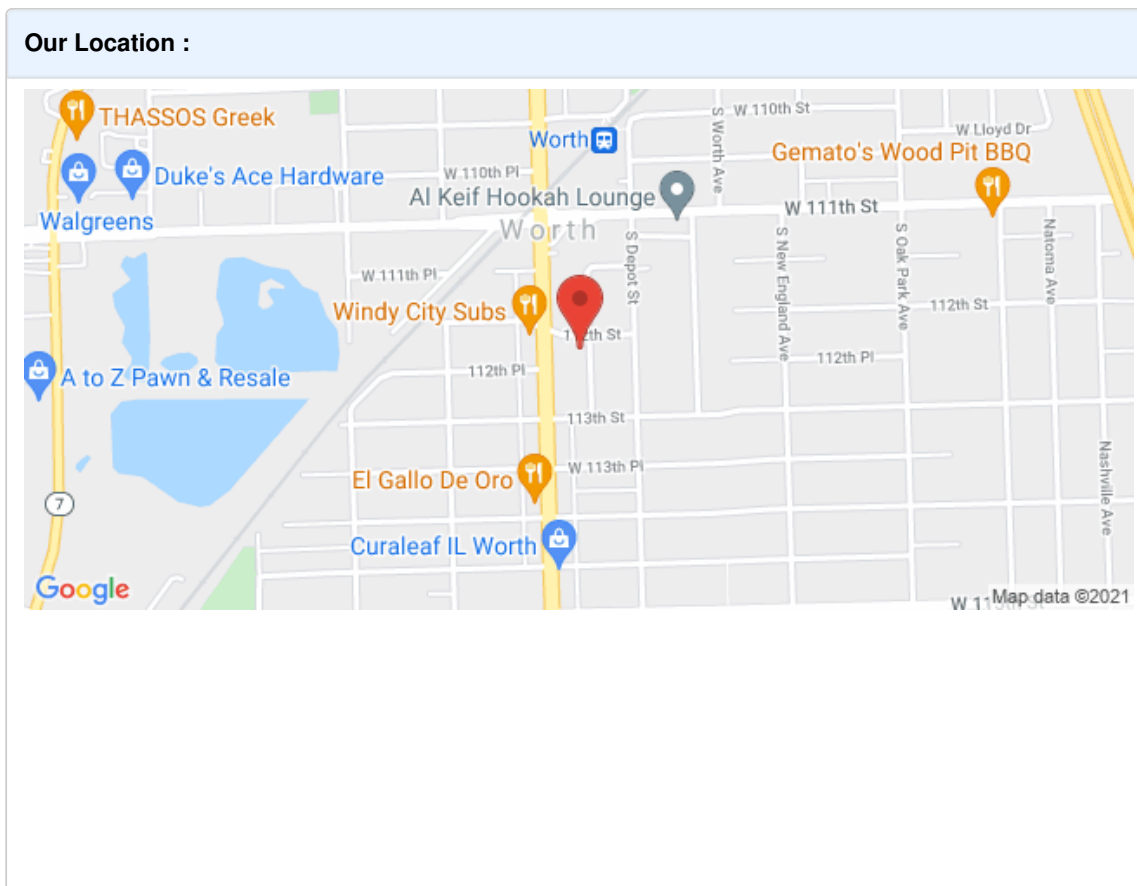 Our Location :
THASSOS Greek
W 110th St
S Worth Ave
W Lloyd Dr
Worth
Gemato's Wood Pit BBQ
W 110th Pl
Duke's Ace Hardware
Al Keif Hookah Lounge
W 111th St
Walgreens
Worth
S Depot St
S New England Ave
S Oak Park Ave
Natoma Ave
W 111th Pl
Windy City Subs
112th St
112th St
112th Pl
112th Pl
A to Z Pawn & Resale
113th St
W 113th Pl
El Gallo De Oro
Nashville Ave
7
Curaleaf IL Worth
Google
Map data ©2021